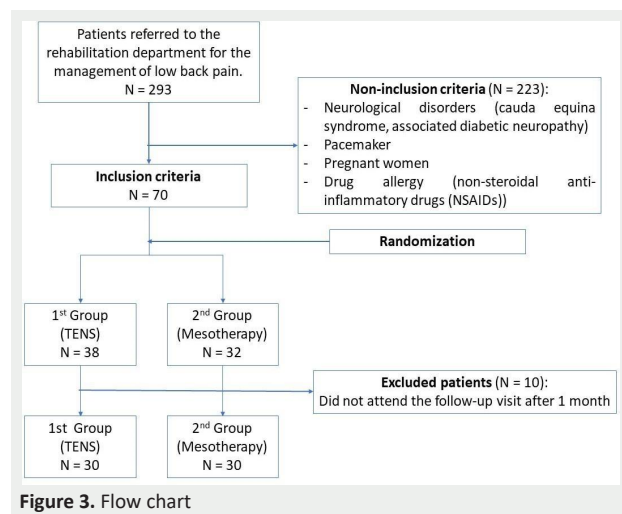 Patients referred to the
rehabilitation department for the
management of low back pain.
N = 293
Non-inclusion criteria (N = 223):
- Neurological disorders (cauda equina
syndrome, associated diabetic neuropathy)
- Pacemaker
- Pregnant women
- Drug allergy (non-steroidal anti-
inflammatory drugs (NSAIDs))
Inclusion criteria
N = 70
Randomization
1st Group
(TENS)
N = 38
2nd Group
(Mesotherapy)
N = 32
Excluded patients (N = 10):
Did not attend the follow-up visit after 1 month
1st Group
(TENS)
N = 30
2nd Group
(Mesotherapy)
N = 30
Figure 3. Flow chart